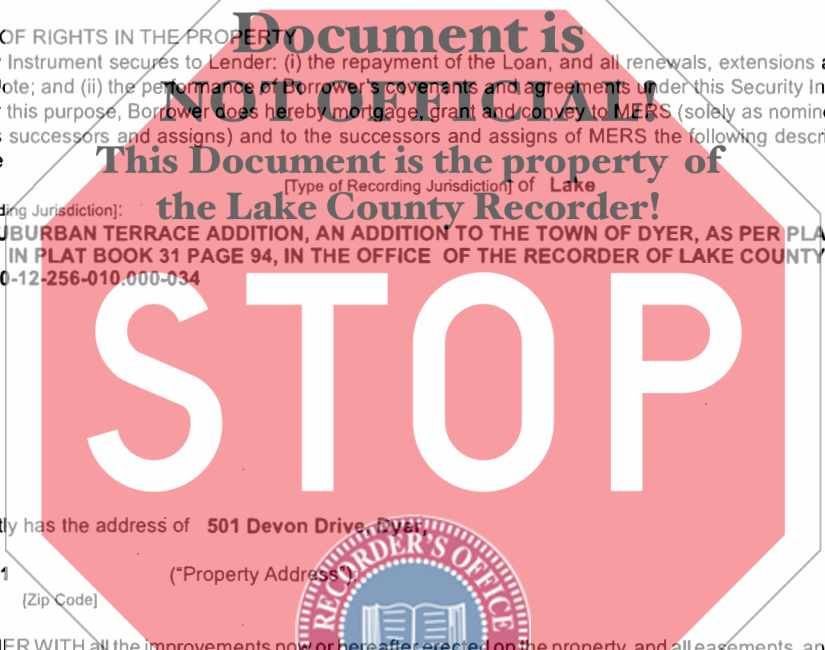 Document is
OF RIGHTS IN THE PROPERTY
Instrument secures to Lender: (i) the repayment of the Loan, and all renewals, extensions
ote; and (ii) the performance of Borrower's covenants and agreements under this Security In
NOT OFFICIAL!
this purpose, Borrower does hereby mortgage, grant and convey to MERS (solely as nomine
successors and assigns) and to the successors and assigns of MERS the following descri
This Document is the property of
[Type of Recording Jurisdiction] of Lake
the Lake County Recorder!
ding Jurisdiction]:
UBURBAN TERRACE ADDITION, AN ADDITION TO THE TOWN OF DYER, AS PER PLA
IN PLAT BOOK 31 PAGE 94, IN THE OFFICE OF THE RECORDER OF LAKE COUNTY
0-12-256-010.000-034
STOP
tly has the address of 501 Devon Drive, Dyer,
1 ("Property Address"):
[Zip Code]
RECORDER'S OFFICE
ER WITH all the improvements now or hereafter erected on the property, and all easements, an